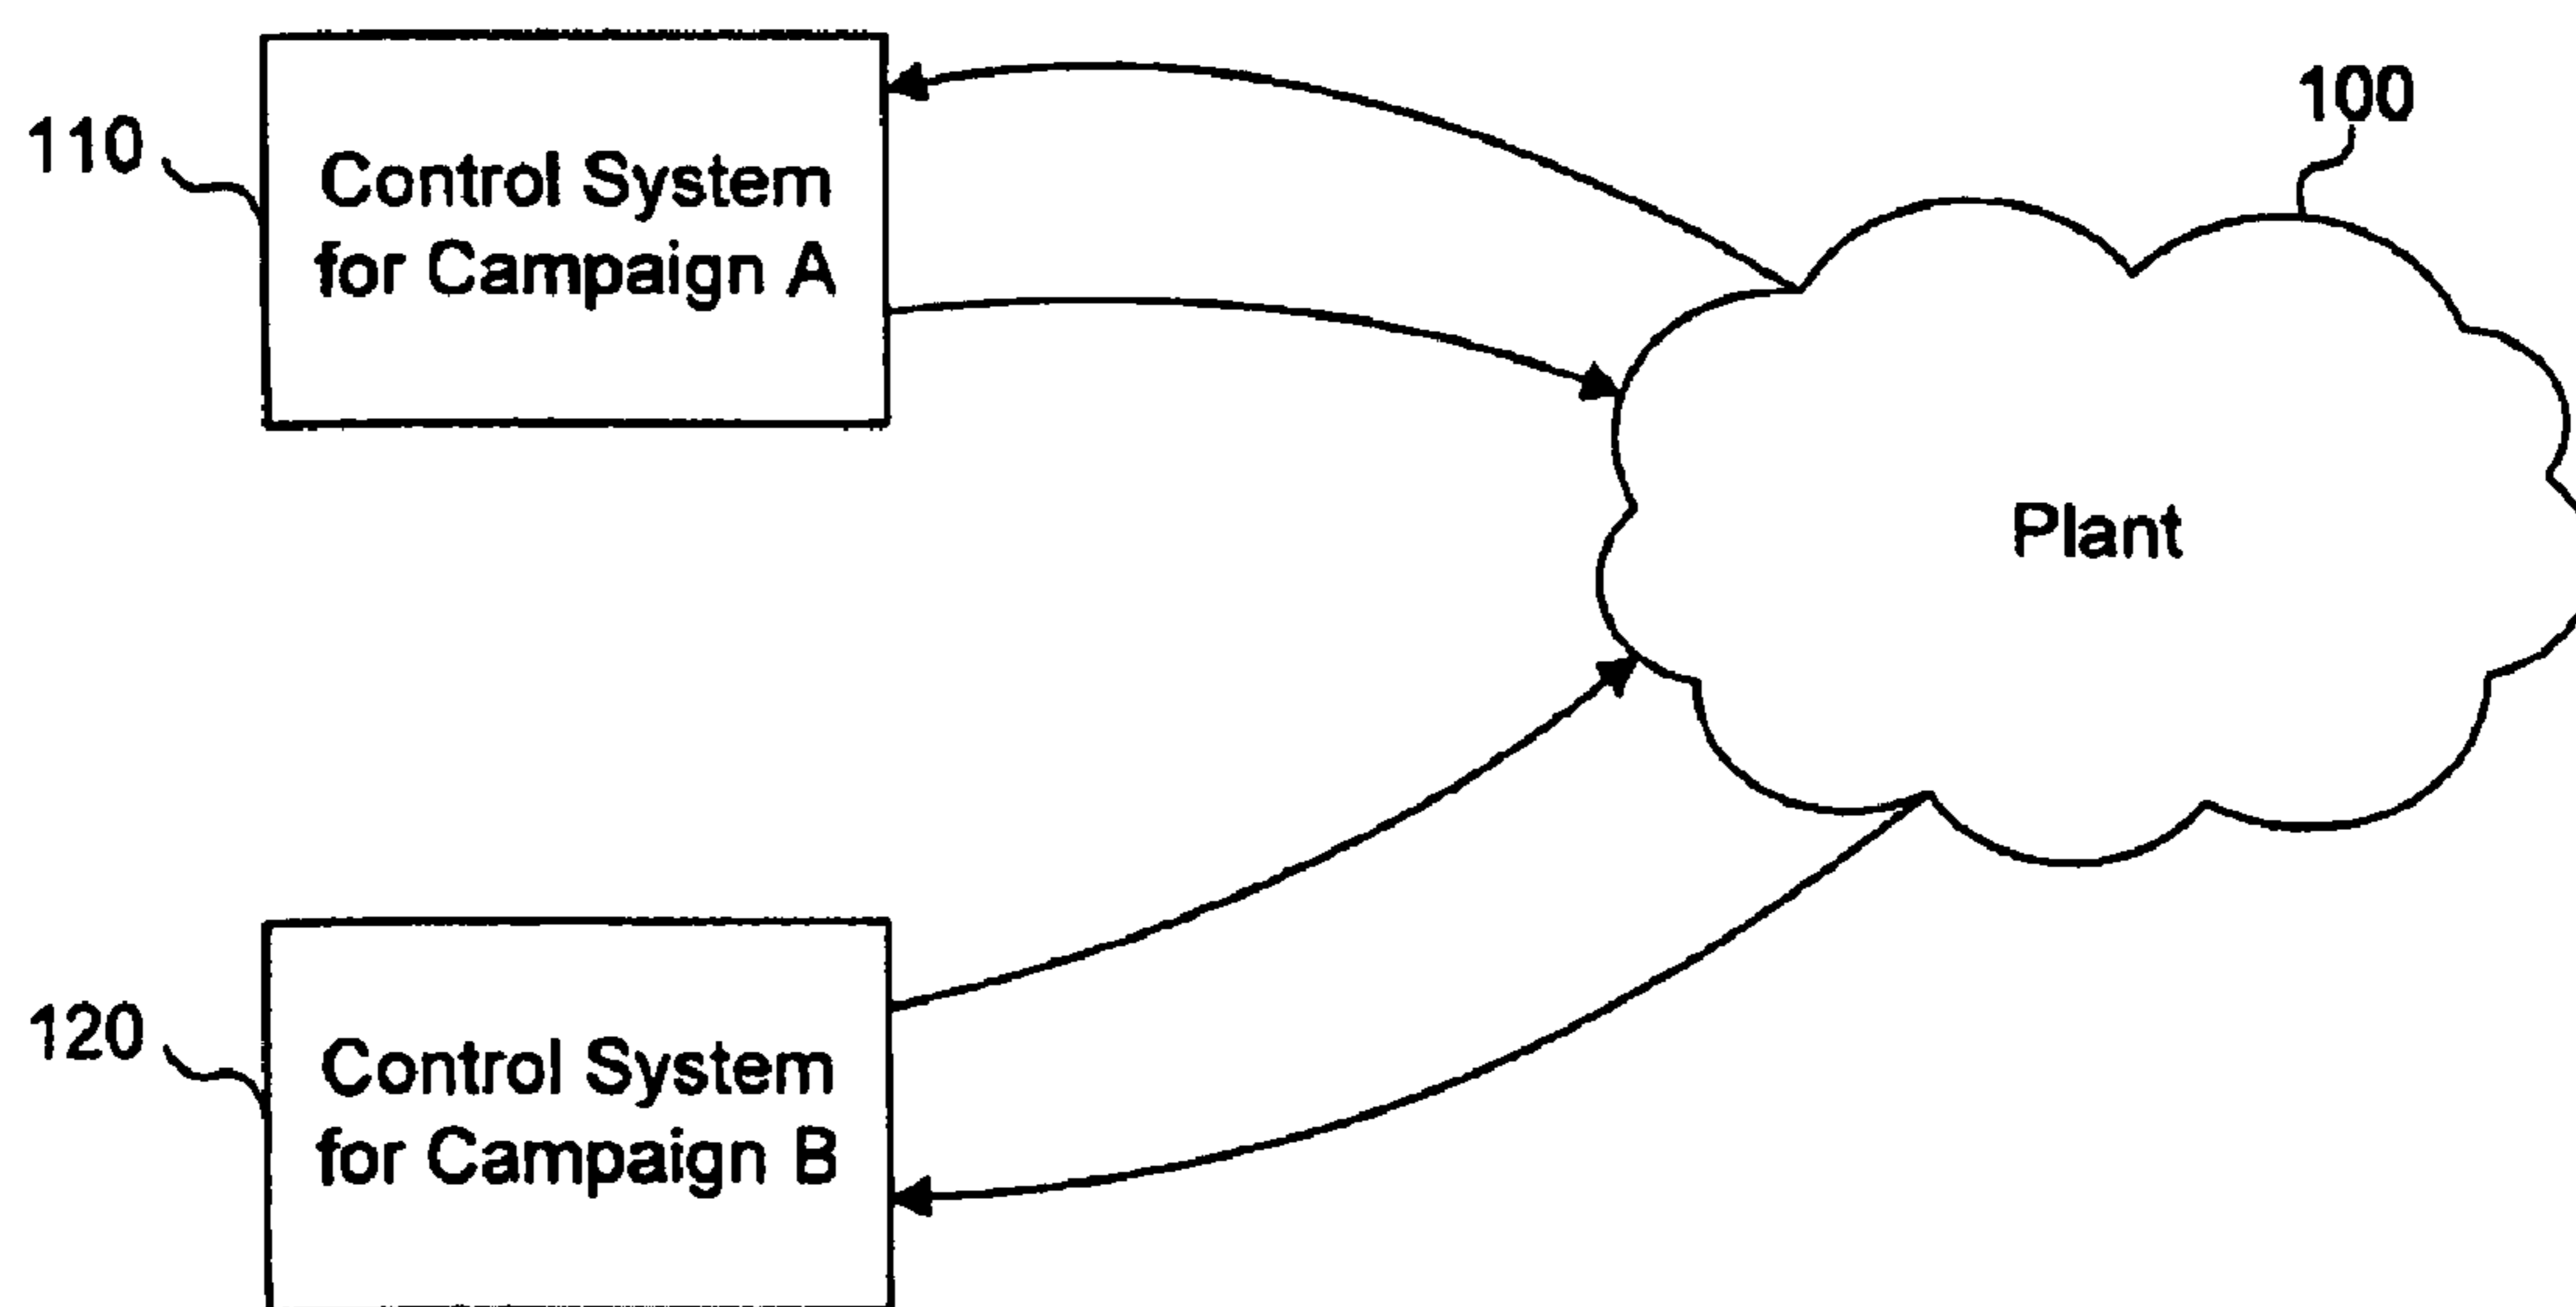 110
Control System
for Campaign A
100
Plant
120
Control System
for Campaign B